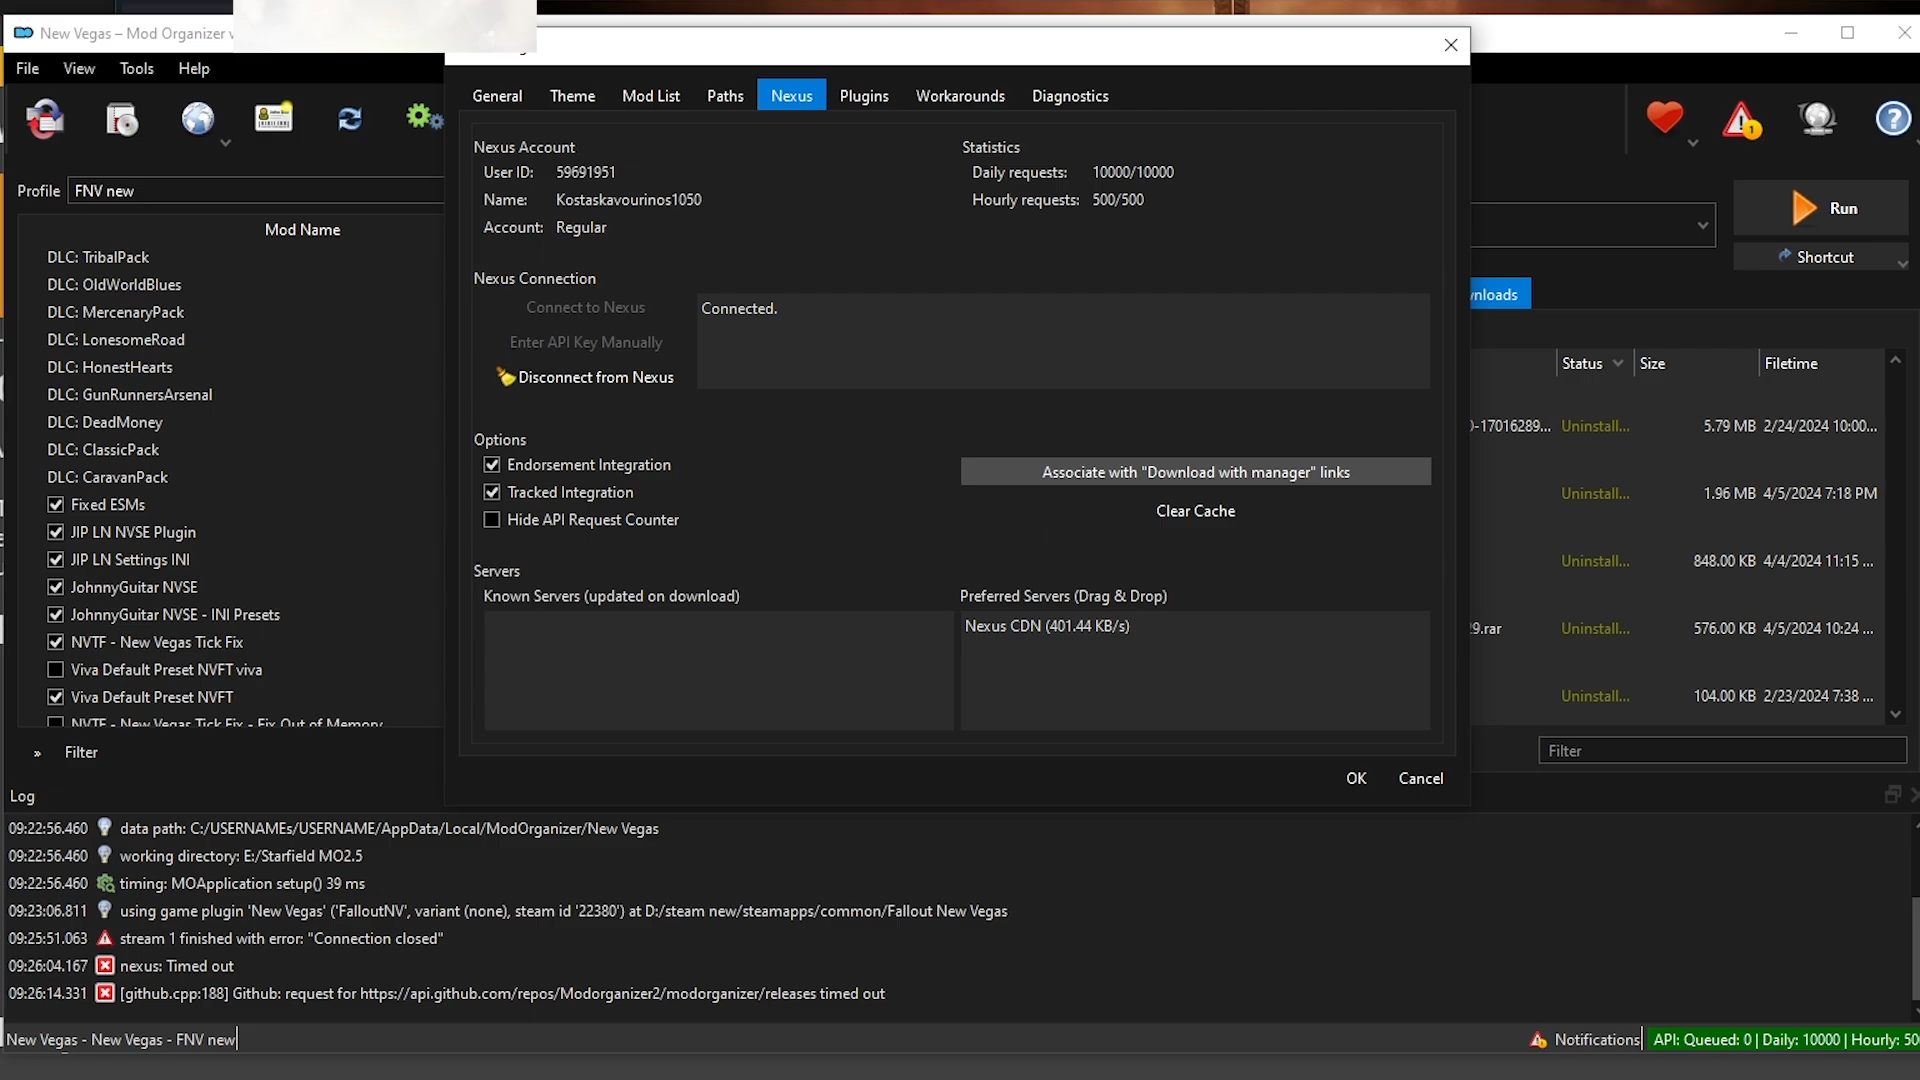 New Vegas – Mod Organizer v
File View Tools Help
Profile FNV new
Mod Name
DLC: TribalPack
DLC: OldWorldBlues
DLC: MercenaryPack
DLC: LonesomeRoad
DLC: HonestHearts
DLC: GunRunnersArsenal
DLC: DeadMoney
DLC: ClassicPack
DLC: CaravanPack
Fixed ESMs
JIP LN NVSE Plugin
JIP LN Settings INI
JohnnyGuitar NVSE
JohnnyGuitar NVSE - INI Presets
NVTF - New Vegas Tick Fix
Viva Default Preset NVFT viva
Viva Default Preset NVFT
NVTF - New Vegas Tick Fix - Fix Out of Memory
» Filter
General Theme Mod List Paths Nexus Plugins Workarounds Diagnostics
Nexus Account
User ID: 59691951
Name: Kostaskavourinos1050
Account: Regular
Statistics
Daily requests: 10000/10000
Hourly requests: 500/500
Nexus Connection
Connect to Nexus
Enter API Key Manually
Disconnect from Nexus
Connected.
Options
Endorsement Integration
Tracked Integration
Hide API Request Counter
Associate with "Download with manager" links
Clear Cache
Servers
Known Servers (updated on download)
Preferred Servers (Drag & Drop)
Nexus CDN (401.44 KB/s)
OK Cancel
1
?
Run
Shortcut
nloads
Status Size Filetime
0-17016289... Uninstall... 5.79 MB 2/24/2024 10:00...
Uninstall... 1.96 MB 4/5/2024 7:18 PM
Uninstall... 848.00 KB 4/4/2024 11:15 ...
29.rar Uninstall... 576.00 KB 4/5/2024 10:24 ...
Uninstall... 104.00 KB 2/23/2024 7:38 ...
Filter
Log
09:22:56.460 data path: C:/USERNAMEs/USERNAME/AppData/Local/ModOrganizer/New Vegas
09:22:56.460 working directory: E:/Starfield MO2.5
09:22:56.460 timing: MOApplication setup() 39 ms
09:23:06.811 using game plugin 'New Vegas' ('FalloutNV', variant (none), steam id '22380') at D:/steam new/steamapps/common/Fallout New Vegas
09:25:51.063 stream 1 finished with error: "Connection closed"
09:26:04.167 nexus: Timed out
09:26:14.331 [github.cpp:188] Github: request for https://api.github.com/repos/Modorganizer2/modorganizer/releases timed out
New Vegas - New Vegas - FNV new
Notifications API: Queued: 0 | Daily: 10000 | Hourly: 50